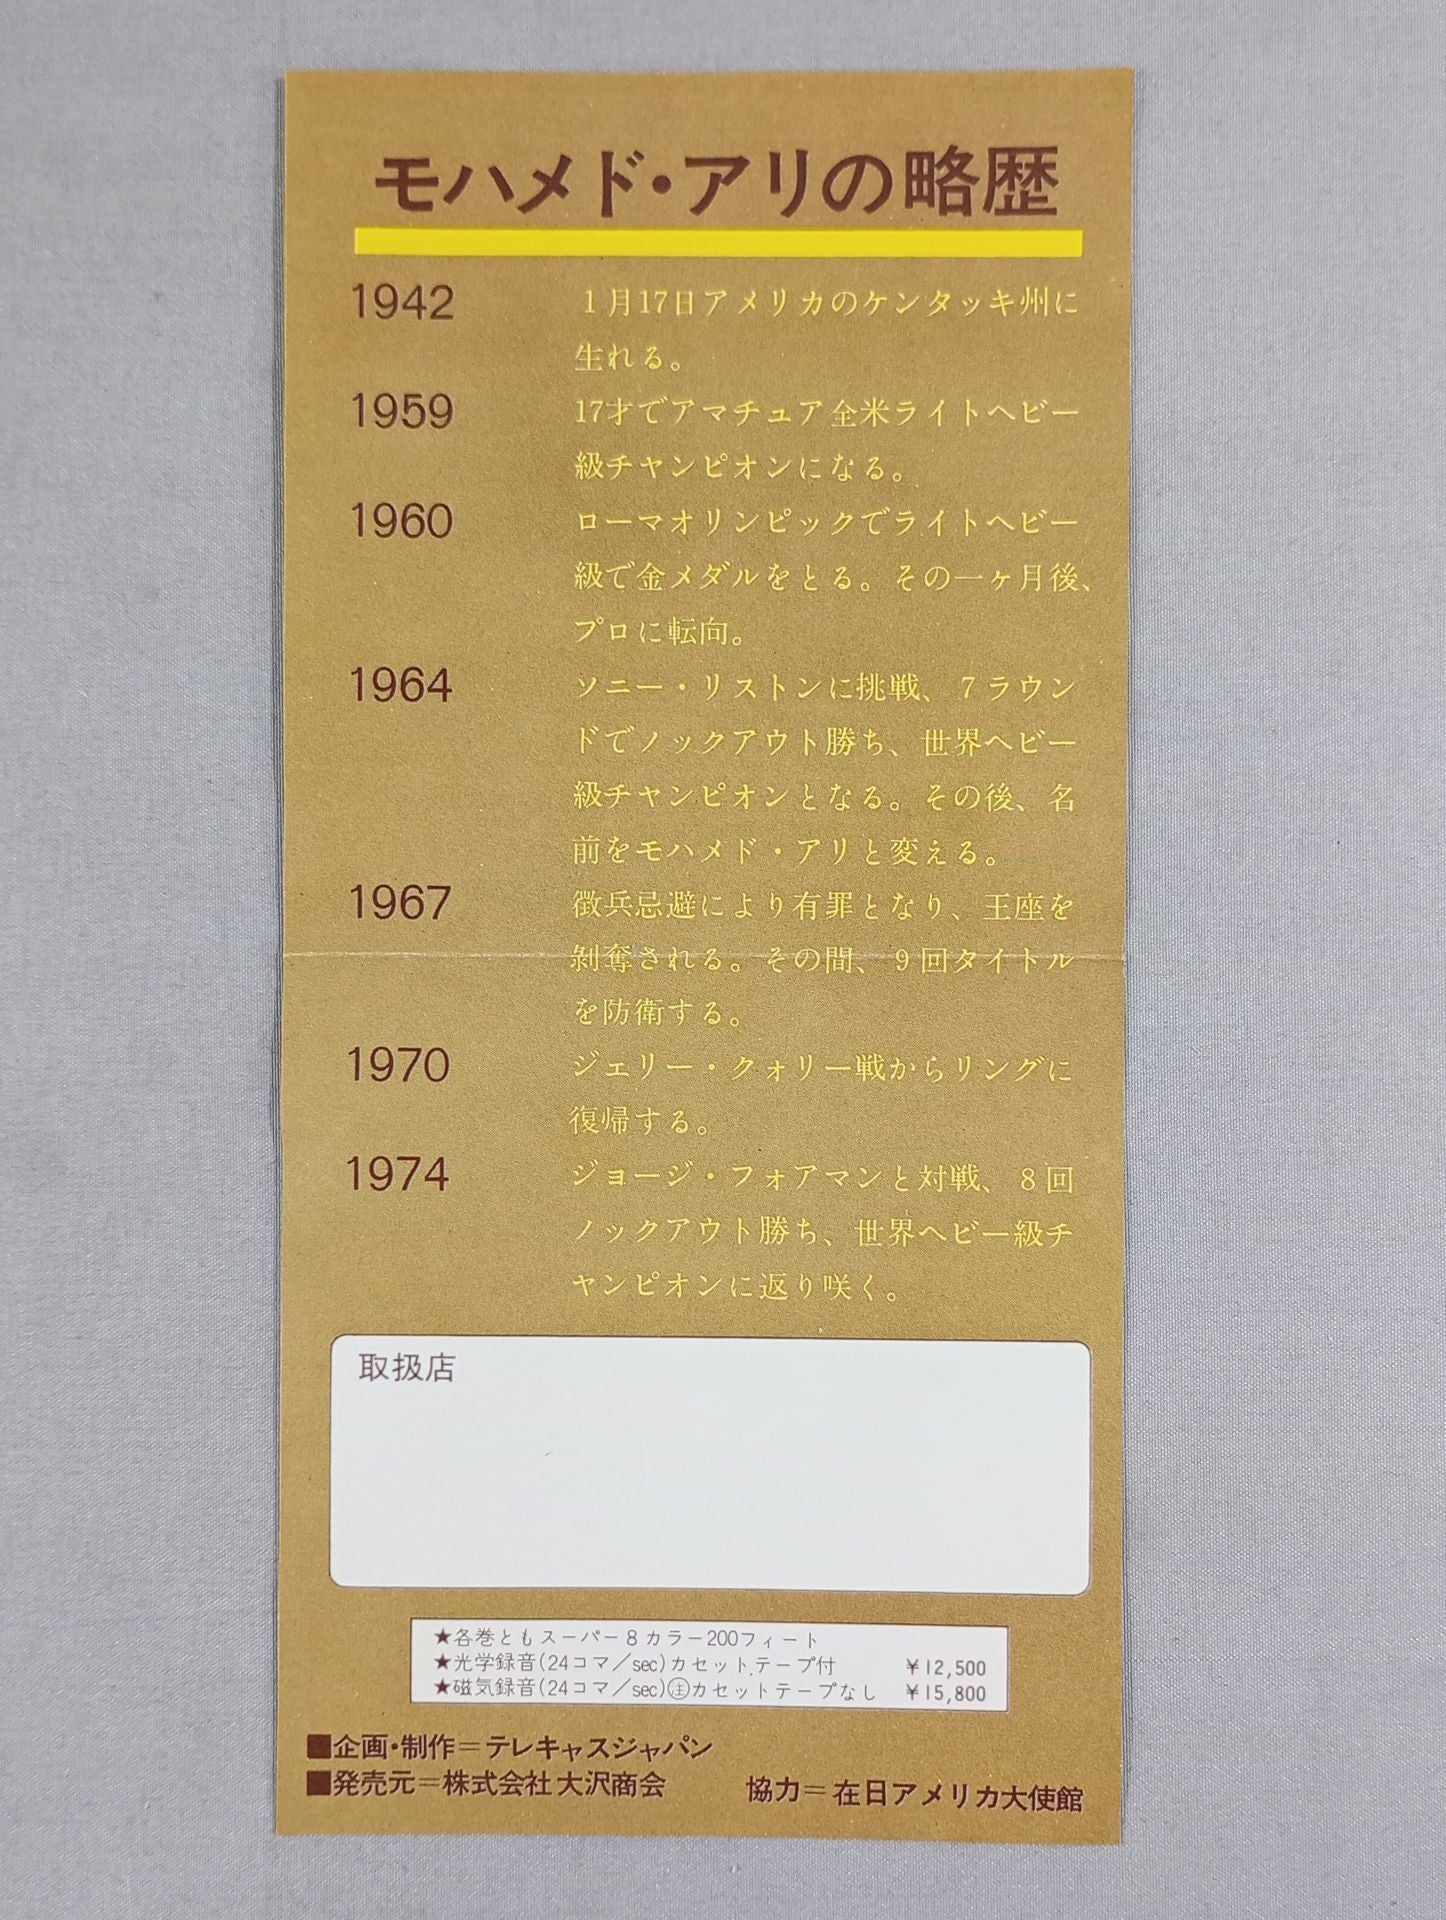 モハメド・アリの略歴
1942 1月17日アメリカのケンタッキ州に
生れる。
1959 17才でアマチュア全米ライトヘビー
級チャンピオンになる。
1960 ローマオリンピックでライトヘビー
級で金メダルをとる。その一ヶ月後、
プロに転向。
1964 ソニー・リストンに挑戦、7ラウン
ドでノックアウト勝ち、世界ヘビー
級チャンピオンとなる。その後、名
前をモハメド・アリと変える。
1967 徴兵忌避により有罪となり、王座を
剝奪される。その間、9回タイトル
を防衛する。
1970 ジェリー・クォリー戦からリングに
復帰する。
1974 ジョージ・フォアマンと対戦、8回
ノックアウト勝ち、世界ヘビー級チ
ャンピオンに返り咲く。
取扱店
★各巻ともスーパー8カラー200フィート
★光学録音(24コマ/sec)カセットテープ付 ¥12,500
★磁気録音(24コマ/sec)㊟カセットテープなし ¥15,800
■企画・制作=テレキャスジャパン
■発売元=株式会社 大沢商会 協力=在日アメリカ大使館